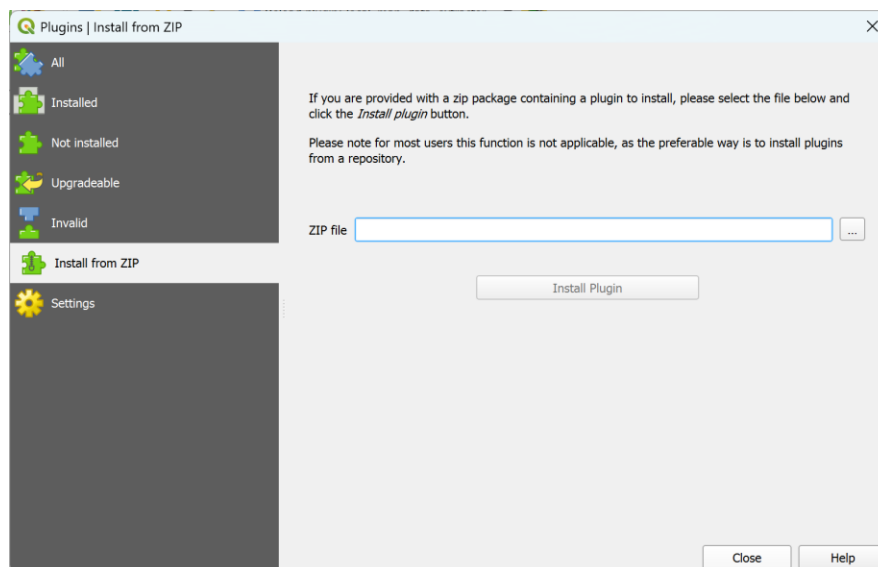 Plugins | Install from ZIP
All
Installed
Not installed
Upgradeable
Invalid
Install from ZIP
Settings
If you are provided with a zip package containing a plugin to install, please select the file below and
click the Install plugin button.
Please note for most users this function is not applicable, as the preferable way is to install plugins
from a repository.
ZIP file
...
Install Plugin
Close
Help